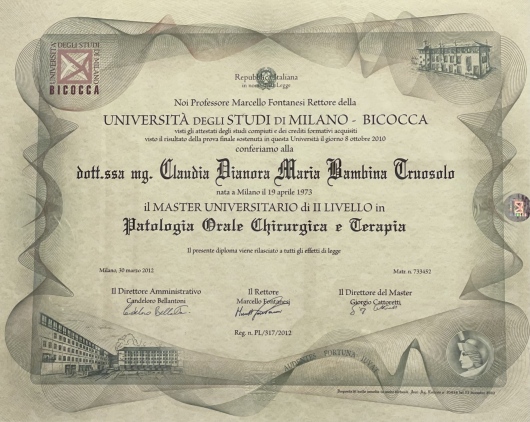 UNIVERSITÀ DEGLI STUDI DI MILANO
BICOCCA
Repubblica Italiana
in nome della Legge
Noi Professore Marcello Fontanesi Rettore della
UNIVERSITÀ DEGLI STUDI DI MILANO - BICOCCA
visti gli attestati degli studi compiuti e dei crediti formativi acquisiti
visto il risultato della prova finale sostenuta in questa Università il giorno 8 ottobre 2010
conferiamo alla
dott.ssa mg. Claudia Dianora Maria Bambina Truosolo
nata a Milano il 19 aprile 1973
il MASTER UNIVERSITARIO di II LIVELLO in
Patologia Orale Chirurgica e Terapia
Il presente diploma viene rilasciato a tutti gli effetti di legge
Milano, 30 marzo 2012
Matr. n. 733492
Il Direttore Amministrativo
Candeloro Bellantoni
Il Rettore
Marcello Fontanesi
Il Direttore del Master
Giorgio Cattoretti
Reg. n. PL/317/2012
AUDENTES FORTUNA IUVAT